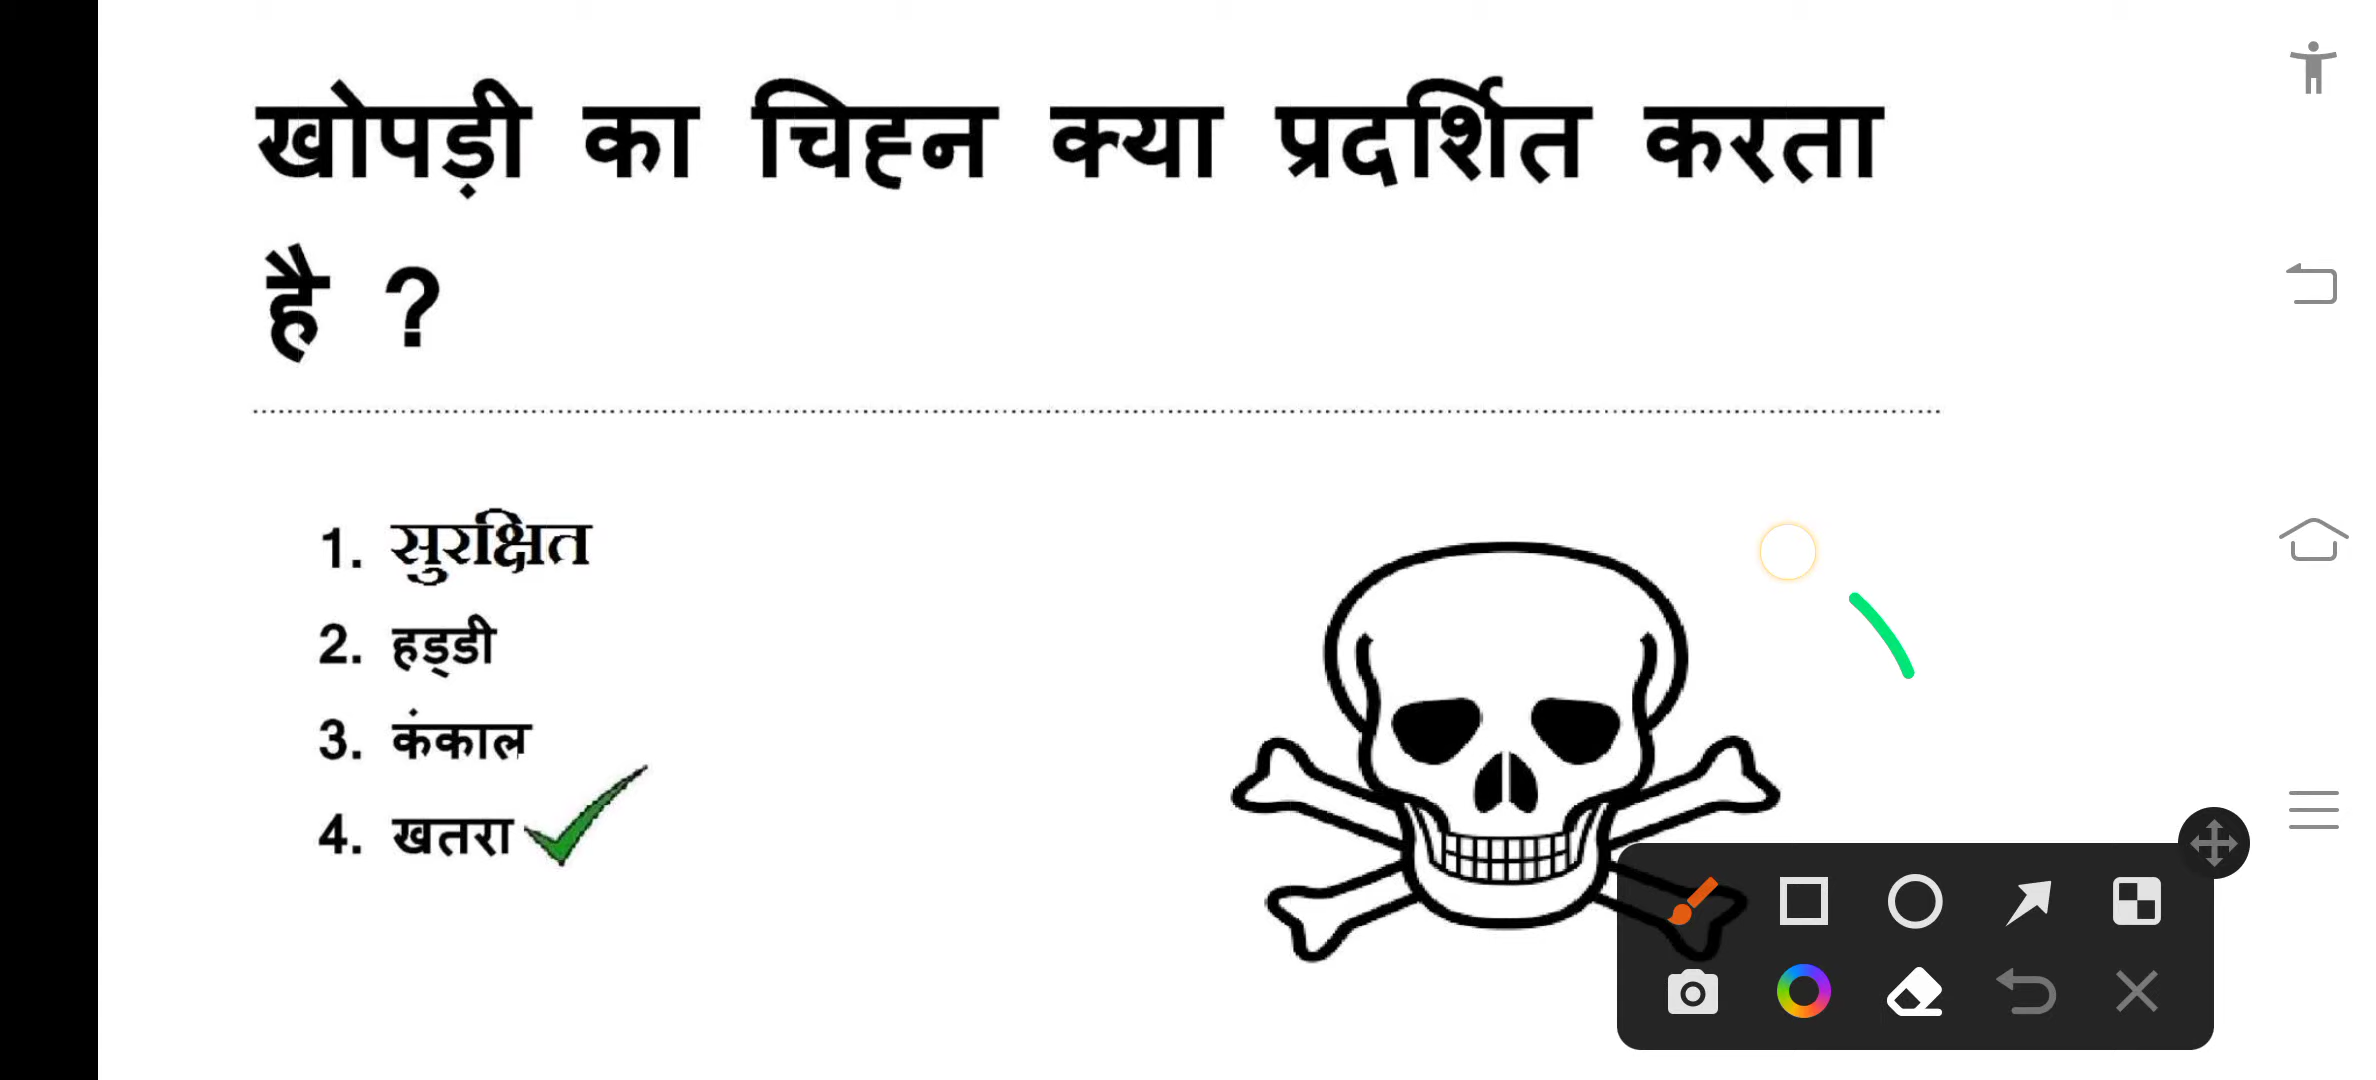 खोपड़ी का चिह्न क्या प्रदर्शित करता
है ?
1. सुरक्षित
2. हड्डी
3. कंकाल
4. खतरा